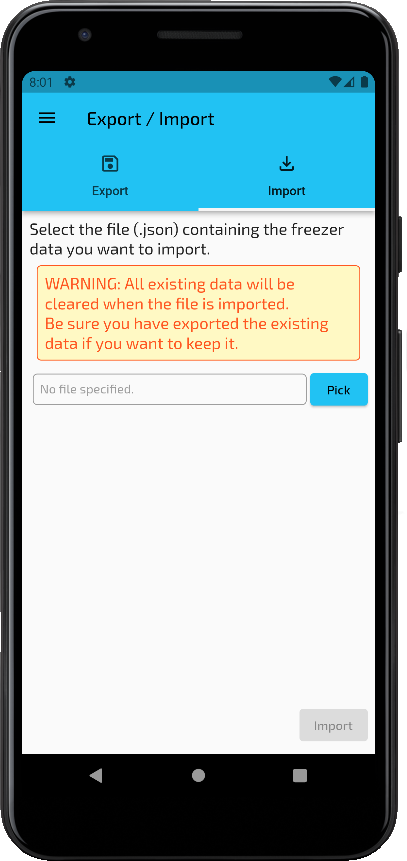 8:01
Export / Import
Export
Import
Select the file (.json) containing the freezer
data you want to import.
WARNING: All existing data will be
cleared when the file is imported.
Be sure you have exported the existing
data if you want to keep it.
No file specified.
Pick
Import